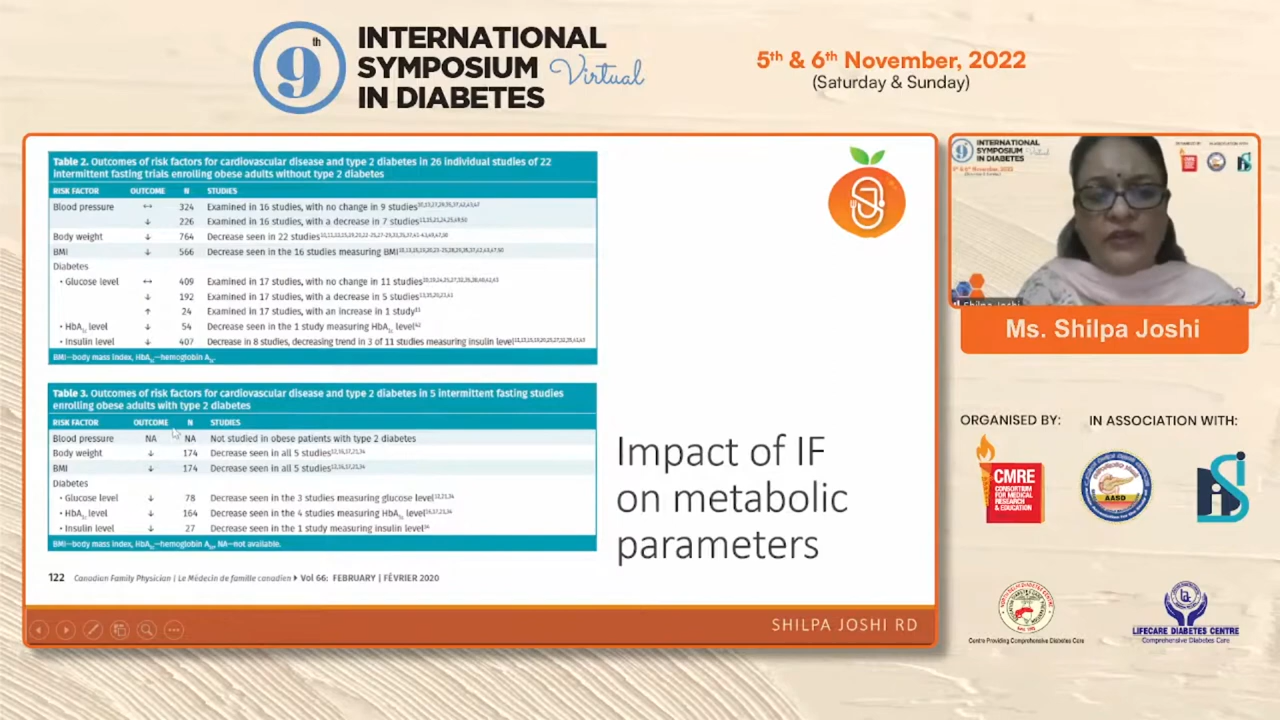 9th
INTERNATIONAL
SYMPOSIUM Virtual
IN DIABETES
5th & 6th November, 2022
(Saturday & Sunday)
Table 2. Outcomes of risk factors for cardiovascular disease and type 2 diabetes in 26 individual studies of 22
intermittent fasting trials enrolling obese adults without type 2 diabetes
RISK FACTOR OUTCOME N STUDIES
Blood pressure ↔ 324 Examined in 16 studies, with no change in 9 studies
↓ 226 Examined in 16 studies, with a decrease in 7 studies
Body weight ↓ 764 Decrease seen in 22 studies
BMI ↓ 566 Decrease seen in the 16 studies measuring BMI
Diabetes
• Glucose level ↔ 409 Examined in 17 studies, with no change in 11 studies
↓ 192 Examined in 17 studies, with a decrease in 5 studies
↑ 24 Examined in 17 studies, with an increase in 1 study
• HbA1c level ↓ 54 Decrease seen in the 1 study measuring HbA1c level
• Insulin level ↓ 407 Decrease in 8 studies, decreasing trend in 3 of 11 studies measuring insulin level
BMI—body mass index, HbA1c—hemoglobin A1c.
Table 3. Outcomes of risk factors for cardiovascular disease and type 2 diabetes in 5 intermittent fasting studies
enrolling obese adults with type 2 diabetes
RISK FACTOR OUTCOME N STUDIES
Blood pressure NA NA Not studied in obese patients with type 2 diabetes
Body weight ↓ 174 Decrease seen in all 5 studies
BMI ↓ 174 Decrease seen in all 5 studies
Diabetes
• Glucose level ↓ 78 Decrease seen in the 3 studies measuring glucose level
• HbA1c level ↓ 164 Decrease seen in the 4 studies measuring HbA1c level
• Insulin level ↓ 27 Decrease seen in the 1 study measuring insulin level
BMI—body mass index, HbA1c—hemoglobin A1c, NA—not available.
122 Canadian Family Physician | Le Médecin de famille canadien Vol 66: FEBRUARY | FÉVRIER 2020
Impact of IF
on metabolic
parameters
SHILPA JOSHI RD
9 INTERNATIONAL
SYMPOSIUM Virtual
IN DIABETES
Shilpa Joshi
Ms. Shilpa Joshi
ORGANISED BY:
IN ASSOCIATION WITH:
CMRE
CONSORTIUM
FOR MEDICAL
RESEARCH
& EDUCATION
AASD
Centre Providing Comprehensive Diabetes Care
LIFECARE DIABETES CENTRE
Comprehensive Diabetes Care